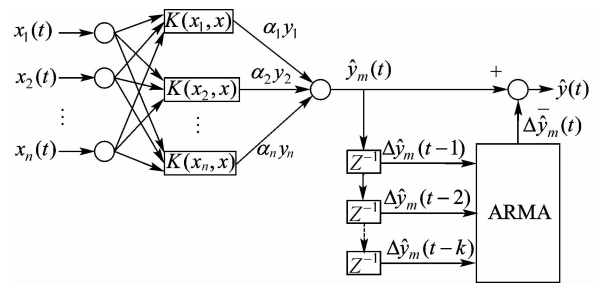 x₁(t)
x₂(t)
⋮
xₙ(t)
K(x₁,x)
K(x₂,x)
⋮
K(xₙ,x)
α₁y₁
α₂y₂
αₙyₙ
ŷₘ(t)
+
ŷ(t)
Δŷ̄ₘ(t)
Z⁻¹
Δŷₘ(t−1)
Z⁻¹
Δŷₘ(t−2)
Z⁻¹
Δŷₘ(t−k)
ARMA